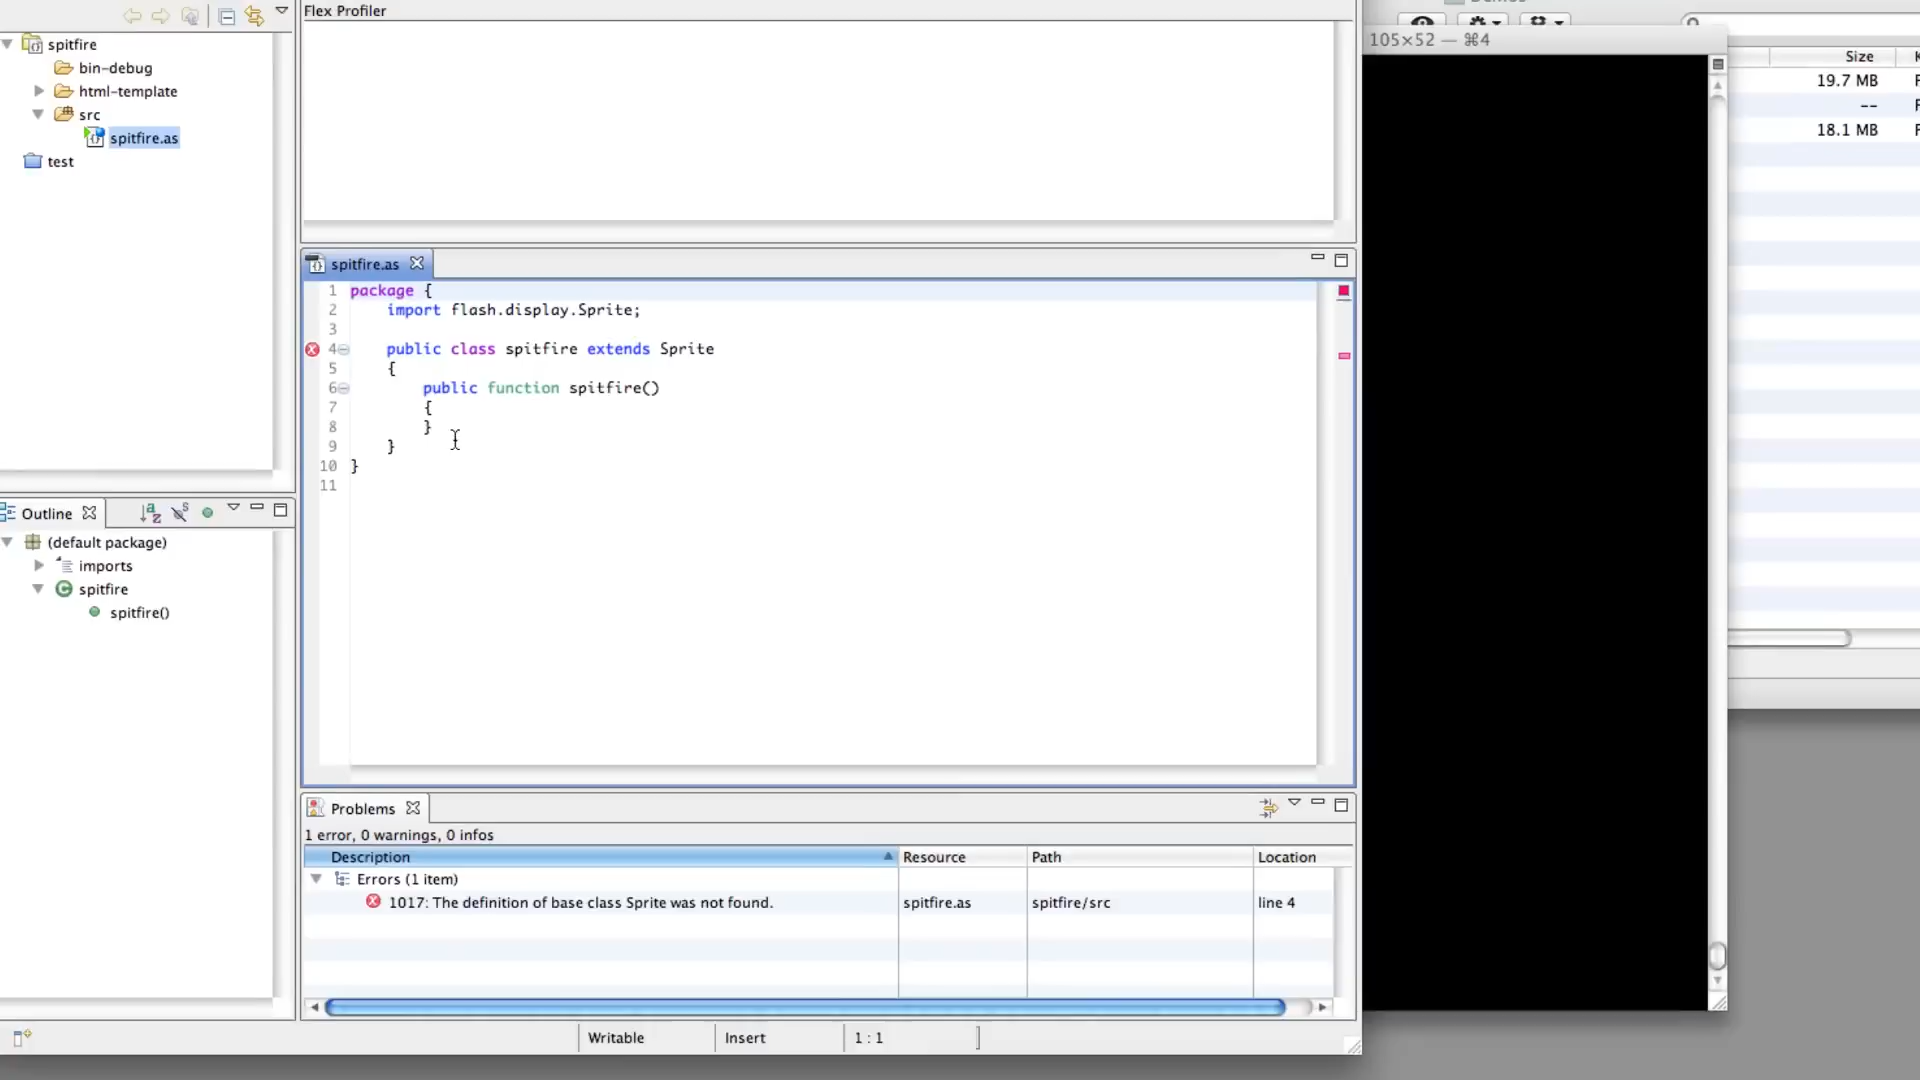 Flex Profiler
spitfire
bin-debug
html-template
src
spitfire.as
test
spitfire.as
1 package {
2 import flash.display.Sprite;
3
4 public class spitfire extends Sprite
5 {
6 public function spitfire()
7 {
8 }
9 }
10 }
11
Outline
(default package)
imports
spitfire
spitfire()
Problems
1 error, 0 warnings, 0 infos
Description Resource Path Location
Errors (1 item)
1017: The definition of base class Sprite was not found. spitfire.as spitfire/src line 4
Writable Insert 1 : 1
105×52 — ⌘4
Size
19.7 MB
--
18.1 MB